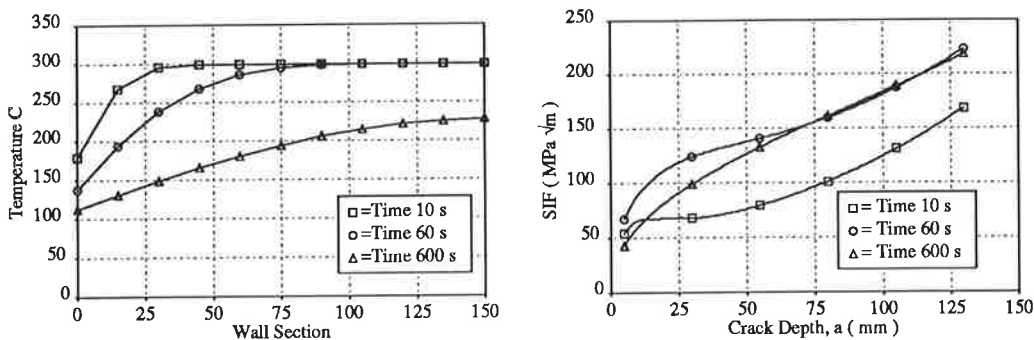 350
300
250
200
150
100
50
0
Temperature C
0 25 50 75 100 125 150
Wall Section
=Time 10 s
=Time 60 s
=Time 600 s
250
200
150
100
50
0
SIF ( MPa √m )
0 25 50 75 100 125 150
Crack Depth, a ( mm )
= Time 10 s
= Time 60 s
= Time 600 s